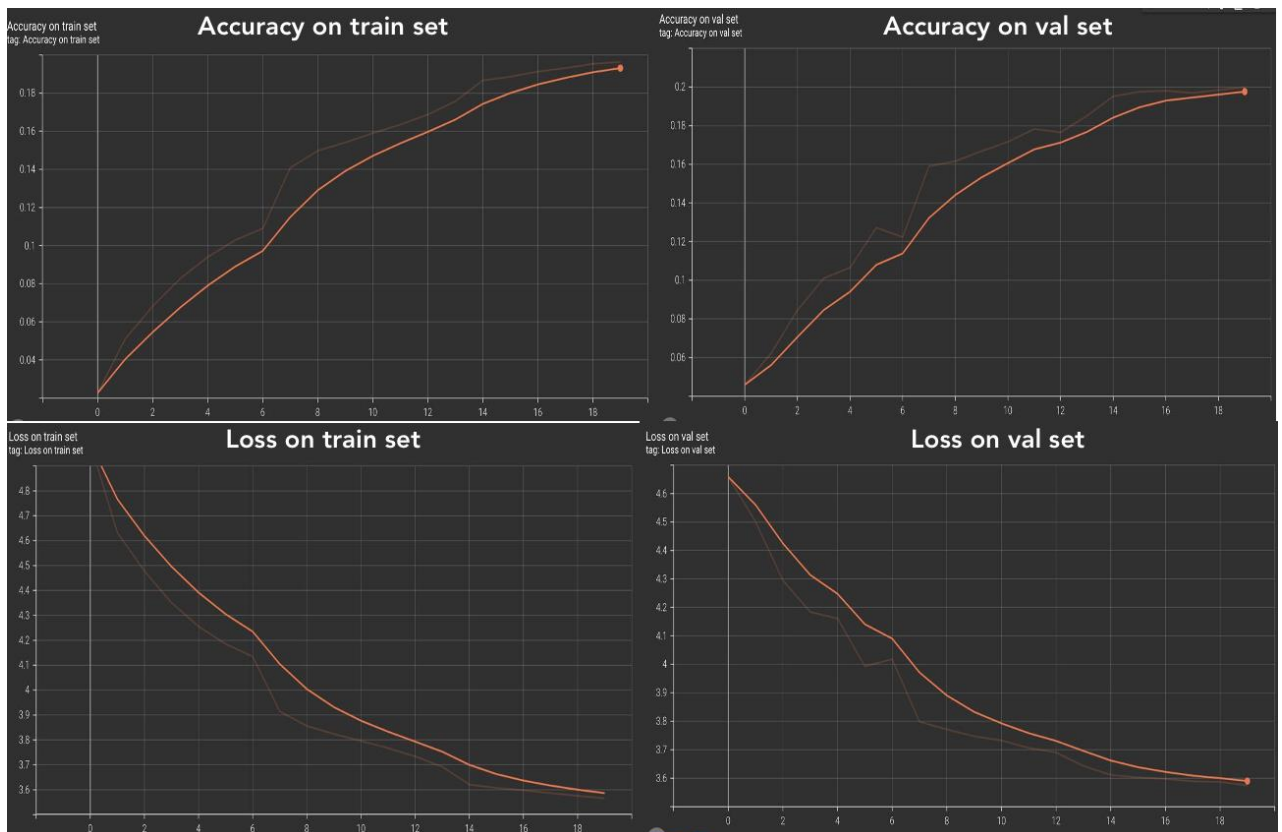 Accuracy on train set
tag: Accuracy on train set
Accuracy on train set
0.18
0.16
0.14
0.12
0.1
0.08
0.06
0.04
0 2 4 6 8 10 12 14 16 18
Accuracy on val set
tag: Accuracy on val set
Accuracy on val set
0.2
0.18
0.16
0.14
0.12
0.1
0.08
0.06
0 2 4 6 8 10 12 14 16 18
Loss on train set
tag: Loss on train set
Loss on train set
4.8
4.7
4.6
4.5
4.4
4.3
4.2
4.1
4
3.9
3.8
3.7
3.6
0 2 4 6 8 10 12 14 16 18
Loss on val set
tag: Loss on val set
Loss on val set
4.6
4.5
4.4
4.3
4.2
4.1
4
3.9
3.8
3.7
3.6
0 2 4 6 8 10 12 14 16 18